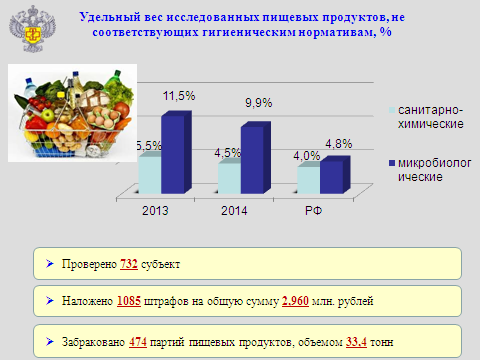 Удельный вес исследованных пищевых продуктов, не
соответствующих гигиеническим нормативам, %
11,5%
9,9%
5,5%
4,5%
4,0%
4,8%
санитарно-
химические
микробиолог
ические
2013
2014
РФ
Проверено 732 субъект
Наложено 1085 штрафов на общую сумму 2.960 млн. рублей
Забраковано 474 партий пищевых продуктов, объемом 33.4 тонн